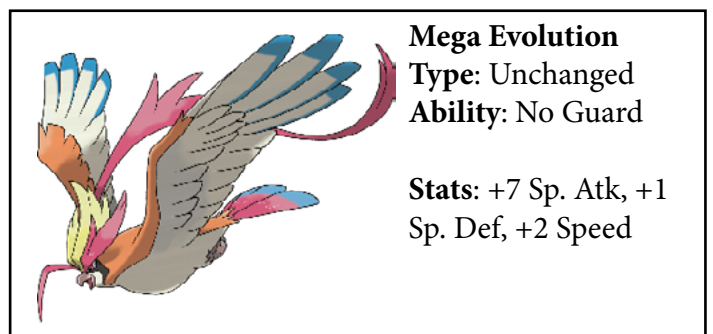 Mega Evolution
Type: Unchanged
Ability: No Guard
Stats: +7 Sp. Atk, +1
Sp. Def, +2 Speed